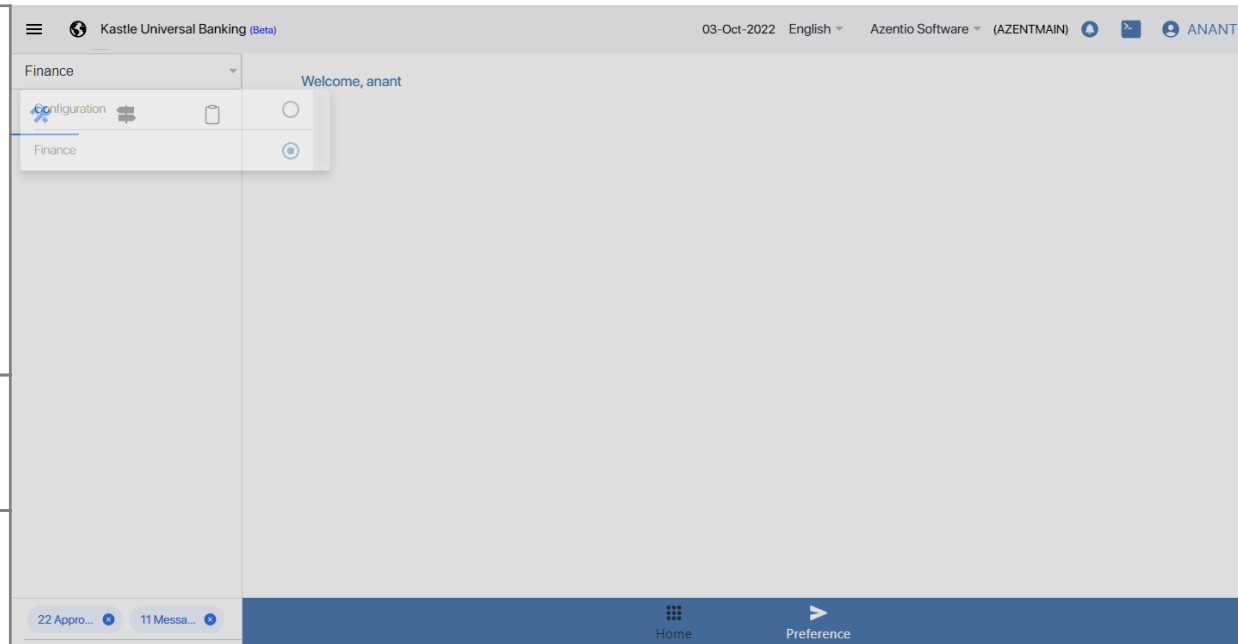 Kastle Universal Banking (Beta)
03-Oct-2022 English Azentio Software (AZENTMAIN) ANANT
Finance
Welcome, anant
Configuration
Finance
22 Appro... 11 Messa...
Home Preference